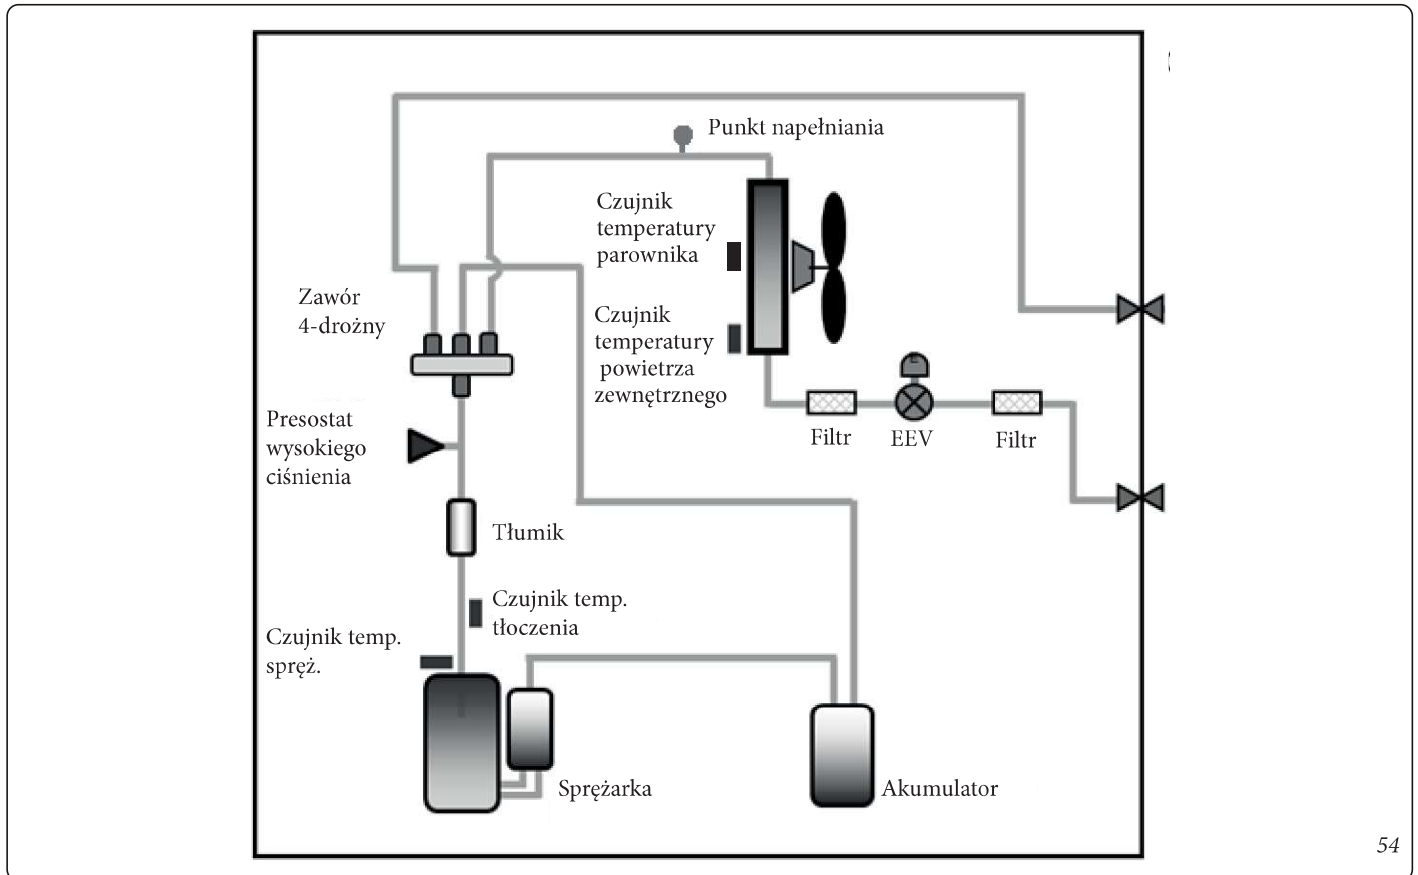 Punkt napełniania
Czujnik
temperatury
parownika
Zawór
4-drożny
Czujnik
temperatury
powietrza
zewnętrznego
E
Filtr
EEV
Filtr
Presostat
wysokiego
ciśnienia
Tłumik
Czujnik temp.
tłoczenia
Czujnik temp.
spręż.
Sprężarka
Akumulator
54